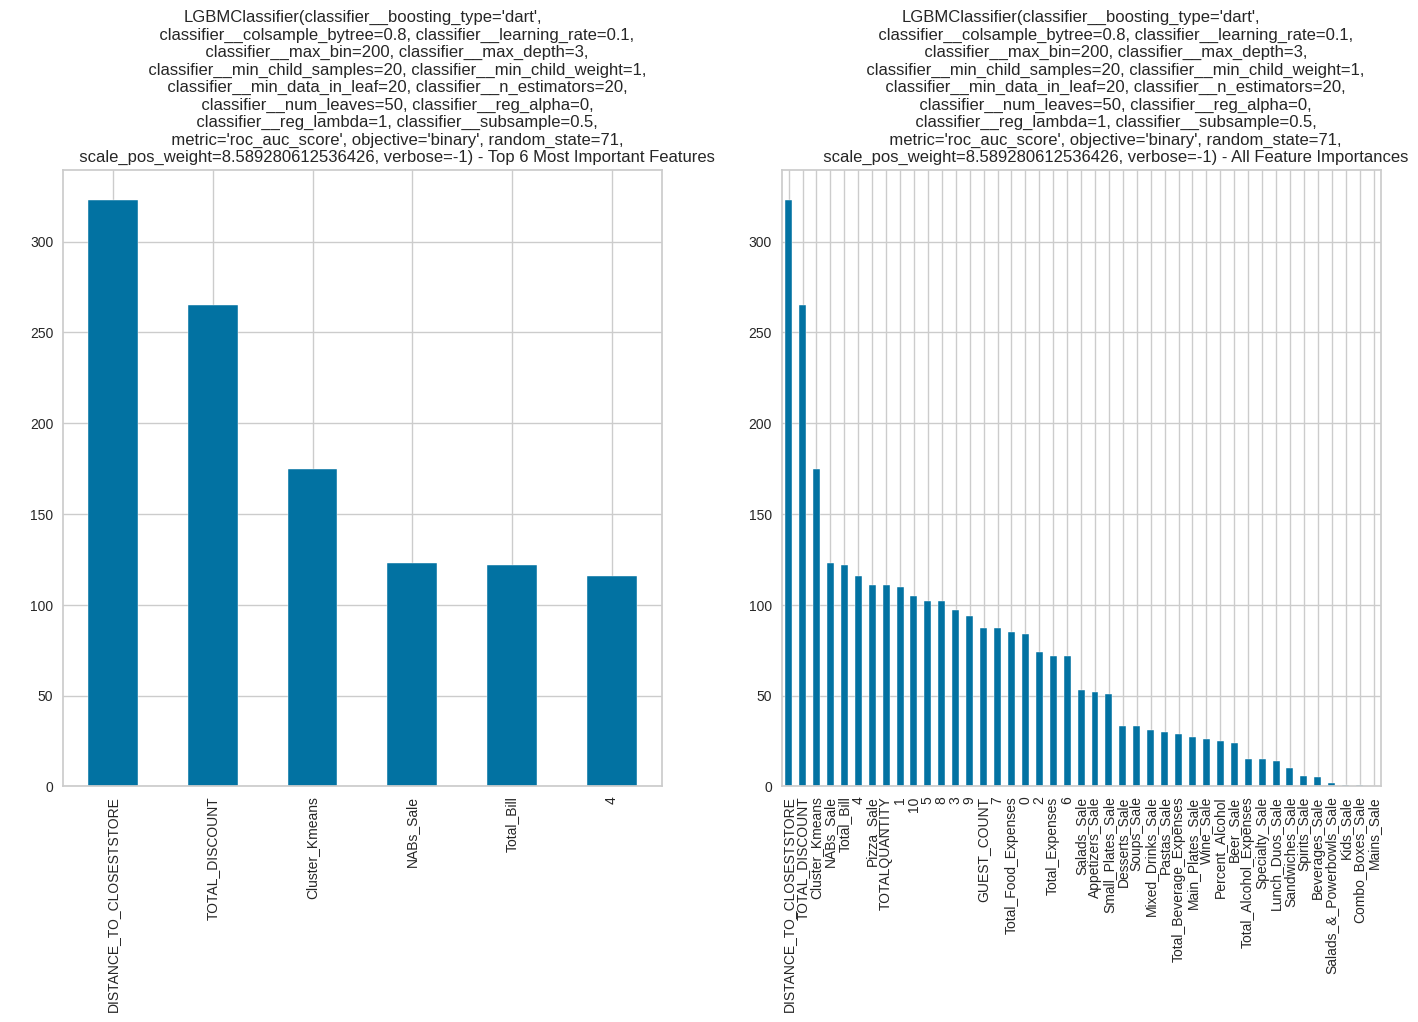 LGBMClassifier(classifier__boosting_type='dart',
classifier__colsample_bytree=0.8, classifier__learning_rate=0.1,
classifier__max_bin=200, classifier__max_depth=3,
classifier__min_child_samples=20, classifier__min_child_weight=1,
classifier__min_data_in_leaf=20, classifier__n_estimators=20,
classifier__num_leaves=50, classifier__reg_alpha=0,
classifier__reg_lambda=1, classifier__subsample=0.5,
metric='roc_auc_score', objective='binary', random_state=71,
scale_pos_weight=8.589280612536426, verbose=-1) - Top 6 Most Important Features
300
250
200
150
100
50
0
DISTANCE_TO_CLOSESTSTORE
TOTAL_DISCOUNT
Cluster_Kmeans
NABs_Sale
Total_Bill
4
LGBMClassifier(classifier__boosting_type='dart',
classifier__colsample_bytree=0.8, classifier__learning_rate=0.1,
classifier__max_bin=200, classifier__max_depth=3,
classifier__min_child_samples=20, classifier__min_child_weight=1,
classifier__min_data_in_leaf=20, classifier__n_estimators=20,
classifier__num_leaves=50, classifier__reg_alpha=0,
classifier__reg_lambda=1, classifier__subsample=0.5,
metric='roc_auc_score', objective='binary', random_state=71,
scale_pos_weight=8.589280612536426, verbose=-1) - All Feature Importances
300
250
200
150
100
50
0
DISTANCE_TO_CLOSESTSTORE
TOTAL_DISCOUNT
Cluster_Kmeans
NABs_Sale
Total_Bill
4
Pizza_Sale
TOTALQUANTITY
1
10
5
8
3
9
GUEST_COUNT
7
Total_Food_Expenses
0
2
Total_Expenses
6
Salads_Sale
Appetizers_Sale
Small_Plates_Sale
Desserts_Sale
Soups_Sale
Mixed_Drinks_Sale
Pastas_Sale
Total_Beverage_Expenses
Main_Plates_Sale
Wine_Sale
Percent_Alcohol
Beer_Sale
Total_Alcohol_Expenses
Specialty_Sale
Lunch_Duos_Sale
Sandwiches_Sale
Spirits_Sale
Beverages_Sale
Salads_&_Powerbowls_Sale
Kids_Sale
Combo_Boxes_Sale
Mains_Sale